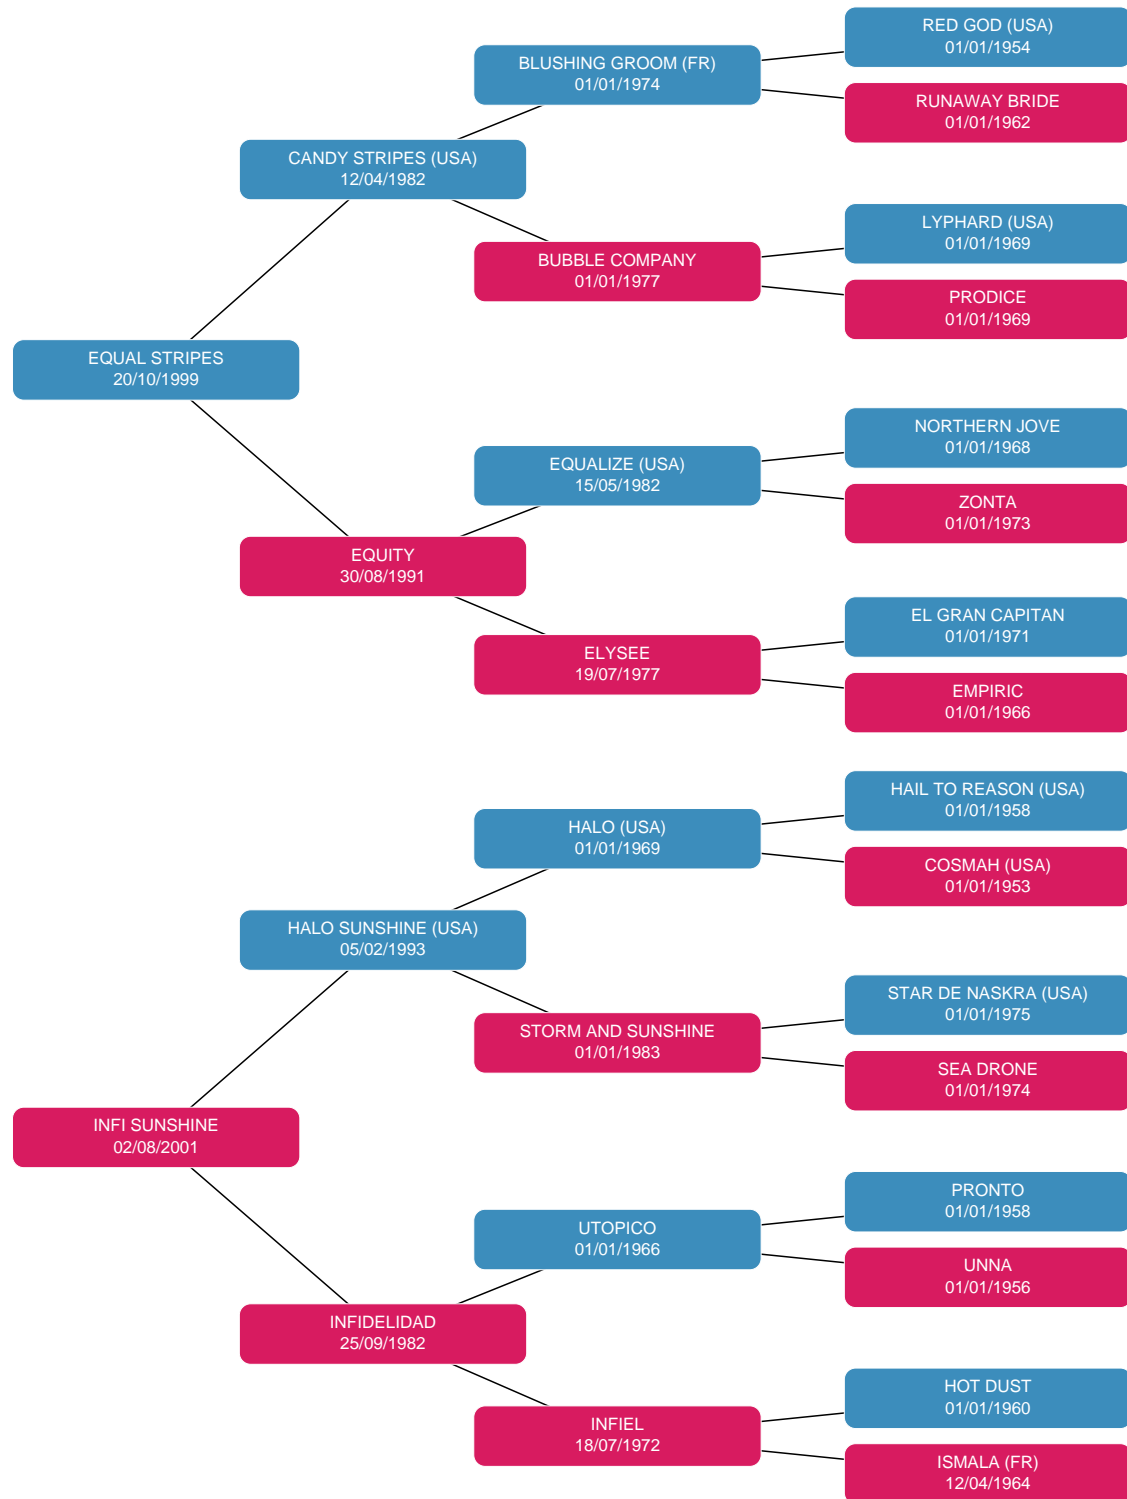 RED GOD (USA)
01/01/1954
BLUSHING GROOM (FR)
01/01/1974
RUNAWAY BRIDE
01/01/1962
CANDY STRIPES (USA)
12/04/1982
LYPHARD (USA)
01/01/1969
BUBBLE COMPANY
01/01/1977
PRODICE
01/01/1969
EQUAL STRIPES
20/10/1999
NORTHERN JOVE
01/01/1968
EQUALIZE (USA)
15/05/1982
ZONTA
01/01/1973
EQUITY
30/08/1991
EL GRAN CAPITAN
01/01/1971
ELYSEE
19/07/1977
EMPIRIC
01/01/1966
HAIL TO REASON (USA)
01/01/1958
HALO (USA)
01/01/1969
COSMAH (USA)
01/01/1953
HALO SUNSHINE (USA)
05/02/1993
STAR DE NASKRA (USA)
01/01/1975
STORM AND SUNSHINE
01/01/1983
SEA DRONE
01/01/1974
INFI SUNSHINE
02/08/2001
PRONTO
01/01/1958
UTOPICO
01/01/1966
UNNA
01/01/1956
INFIDELIDAD
25/09/1982
HOT DUST
01/01/1960
INFIEL
18/07/1972
ISMALA (FR)
12/04/1964